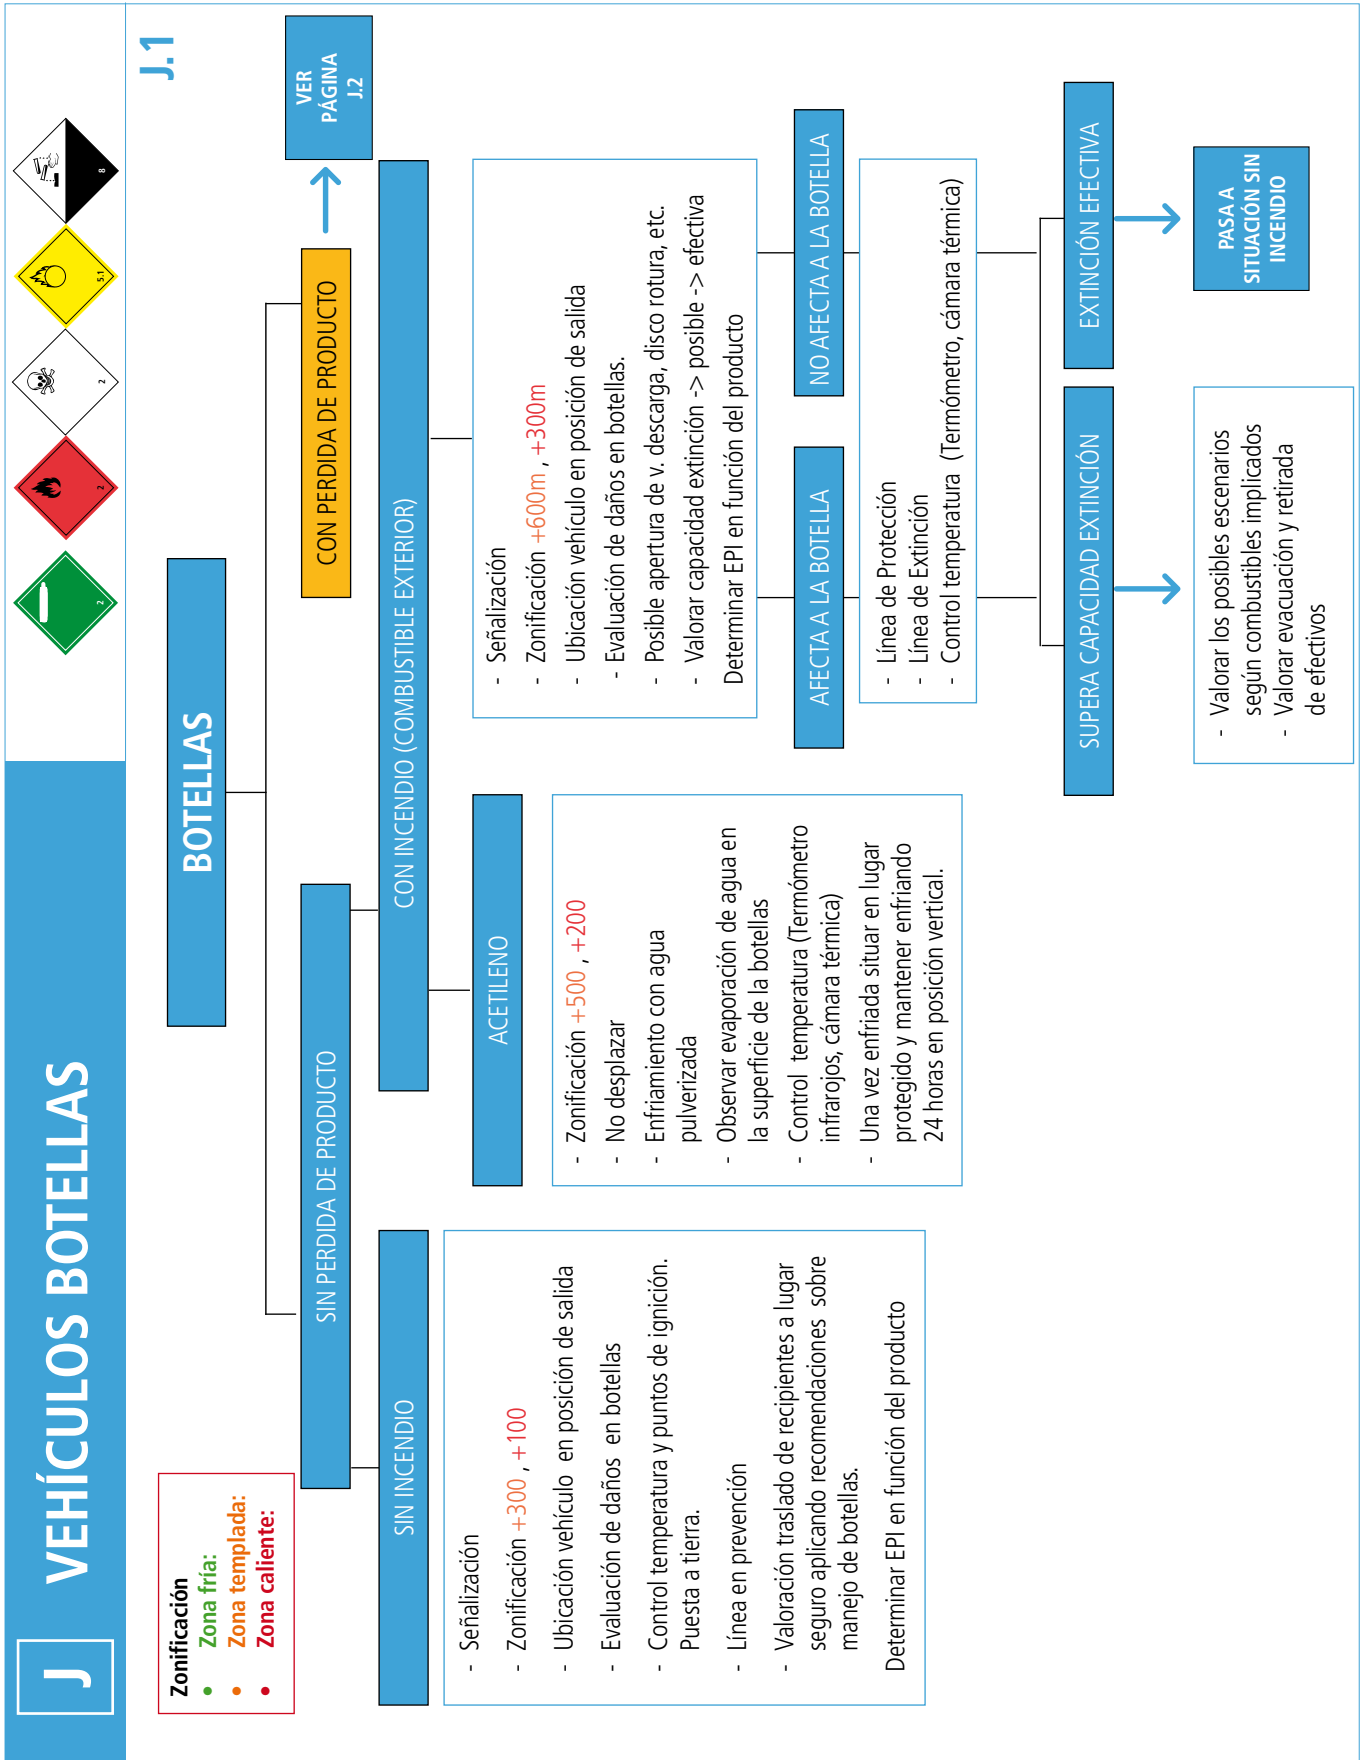 J
VEHÍCULOS BOTELLAS
2
2
2
5.1
8
J.1
Zonificación
• Zona fría:
• Zona templada:
• Zona caliente:
BOTELLAS
SIN PERDIDA DE PRODUCTO
CON PERDIDA DE PRODUCTO
VER
PÁGINA
J.2
SIN INCENDIO
CON INCENDIO (COMBUSTIBLE EXTERIOR)
- Señalización
- Zonificación +300 , +100
- Ubicación vehículo en posición de salida
- Evaluación de daños en botellas
- Control temperatura y puntos de ignición.
Puesta a tierra.
- Línea en prevención
- Valoración traslado de recipientes a lugar
seguro aplicando recomendaciones sobre
manejo de botellas.
Determinar EPI en función del producto
ACETILENO
- Zonificación +500 , +200
- No desplazar
- Enfriamiento con agua
pulverizada
- Observar evaporación de agua en
la superficie de la botellas
- Control temperatura (Termómetro
infrarojos, cámara térmica)
- Una vez enfriada situar en lugar
protegido y mantener enfriando
24 horas en posición vertical.
- Señalización
- Zonificación +600m , +300m
- Ubicación vehículo en posición de salida
- Evaluación de daños en botellas.
- Posible apertura de v. descarga, disco rotura, etc.
- Valorar capacidad extinción -> posible -> efectiva
Determinar EPI en función del producto
AFECTA A LA BOTELLA
NO AFECTA A LA BOTELLA
- Línea de Protección
- Línea de Extinción
- Control temperatura (Termómetro, cámara térmica)
SUPERA CAPACIDAD EXTINCIÓN
EXTINCIÓN EFECTIVA
- Valorar los posibles escenarios
según combustibles implicados
- Valorar evacuación y retirada
de efectivos
PASA A
SITUACIÓN SIN
INCENDIO